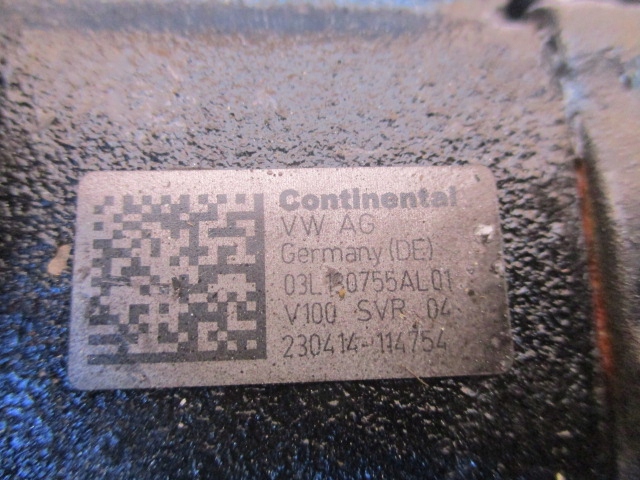 Continental
VW AG
Germany (DE)
03L130755AL01
V100 SVR 04
230414-114754